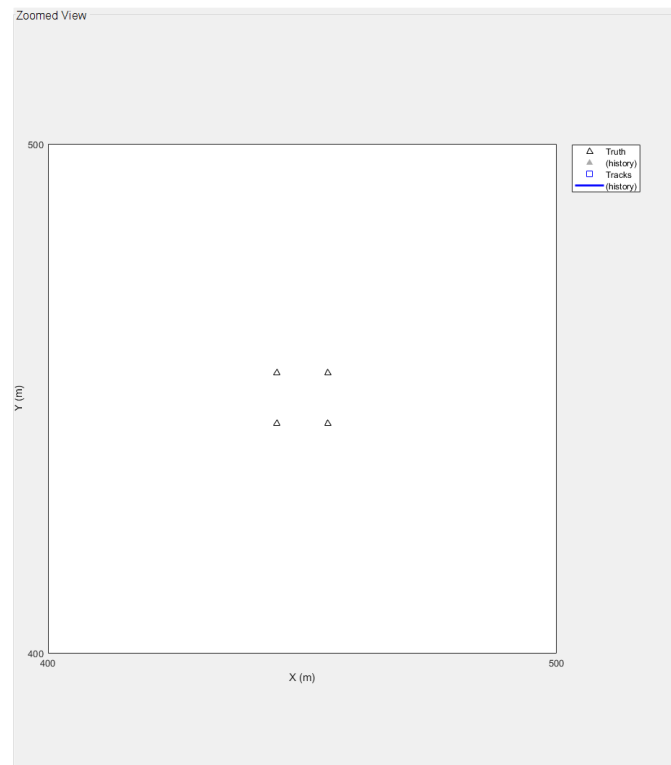 Zoomed View
500
Truth
(history)
Tracks
(history)
Y (m)
400
400
500
X (m)